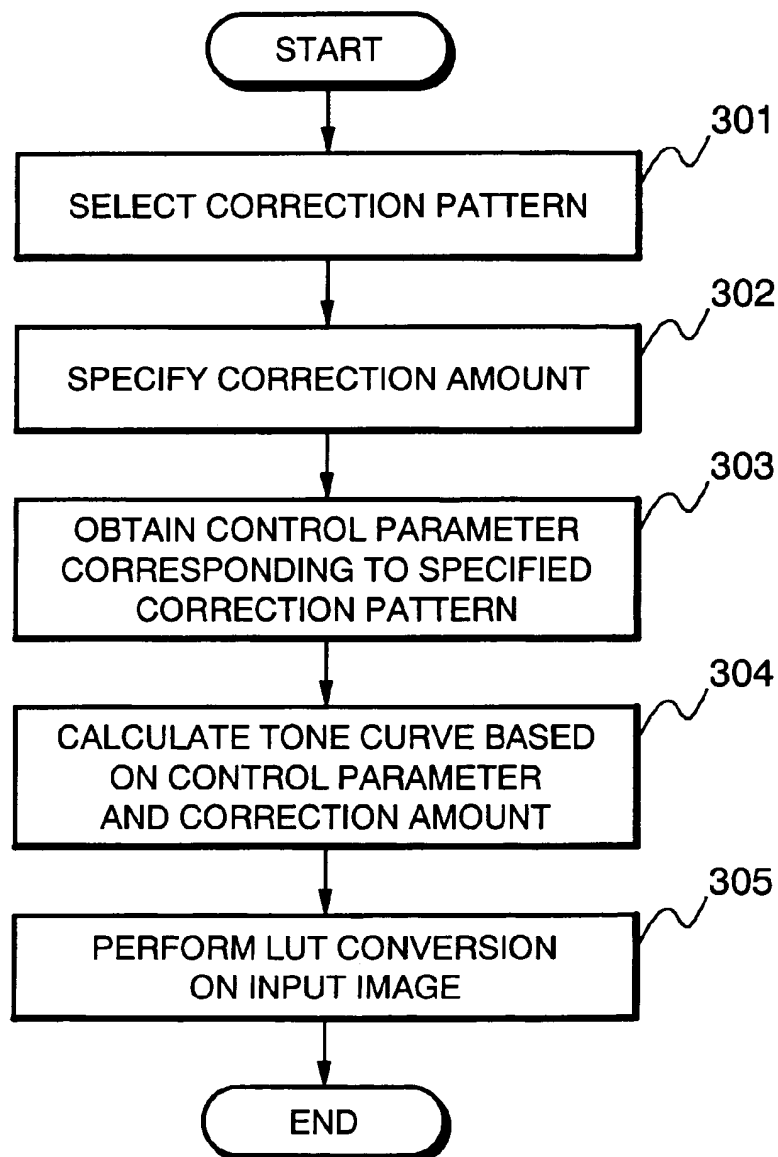 START
301
SELECT CORRECTION PATTERN
302
SPECIFY CORRECTION AMOUNT
303
OBTAIN CONTROL PARAMETER
CORRESPONDING TO SPECIFIED
CORRECTION PATTERN
304
CALCULATE TONE CURVE BASED
ON CONTROL PARAMETER
AND CORRECTION AMOUNT
305
PERFORM LUT CONVERSION
ON INPUT IMAGE
END